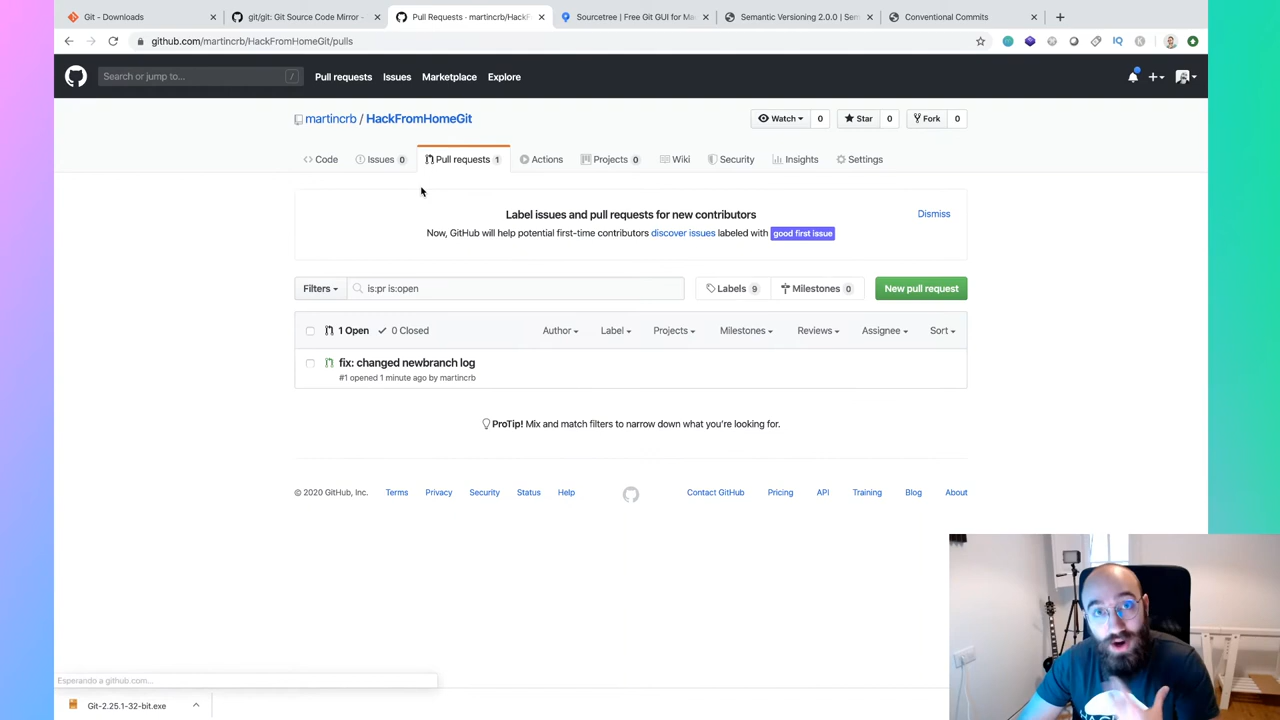 Git - Downloads
git/git: Git Source Code Mirror -
Pull Requests · martincrb/HackF
Sourcetree | Free Git GUI for Ma
Semantic Versioning 2.0.0 | Sem
Conventional Commits
github.com/martincrb/HackFromHomeGit/pulls
Search or jump to...
/
Pull requests
Issues
Marketplace
Explore
martincrb / HackFromHomeGit
Watch 0
Star 0
Fork 0
Code
Issues 0
Pull requests 1
Actions
Projects 0
Wiki
Security
Insights
Settings
Label issues and pull requests for new contributors
Dismiss
Now, GitHub will help potential first-time contributors discover issues labeled with good first issue
Filters
is:pr is:open
Labels 9
Milestones 0
New pull request
1 Open
0 Closed
Author
Label
Projects
Milestones
Reviews
Assignee
Sort
fix: changed newbranch log
#1 opened 1 minute ago by martincrb
ProTip! Mix and match filters to narrow down what you're looking for.
© 2020 GitHub, Inc.
Terms
Privacy
Security
Status
Help
Contact GitHub
Pricing
API
Training
Blog
About
Esperando a github.com...
Git-2.25.1-32-bit.exe